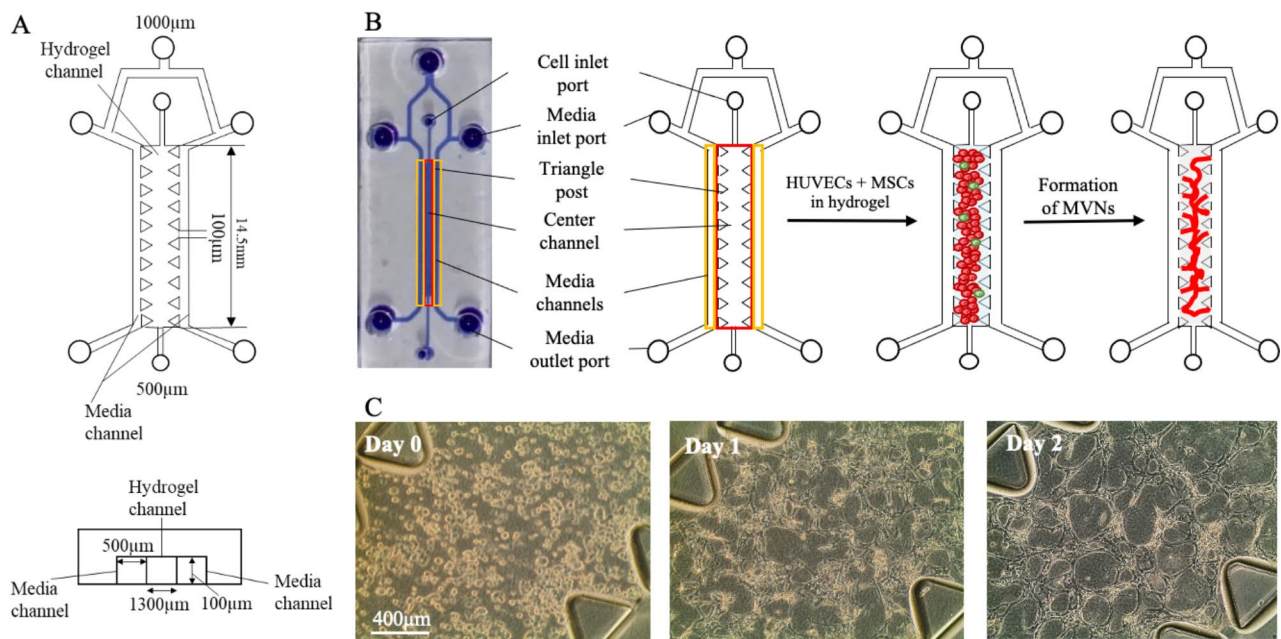 A
1000µm
Hydrogel
channel
100µm
14.5mm
500µm
Media
channel
Hydrogel
channel
500µm
Media
channel
1300µm
100µm
Media
channel
B
Cell inlet
port
Media
inlet port
Triangle
post
Center
channel
Media
channels
Media
outlet port
HUVECs + MSCs
in hydrogel
Formation
of MVNs
C
Day 0
400µm
Day 1
Day 2